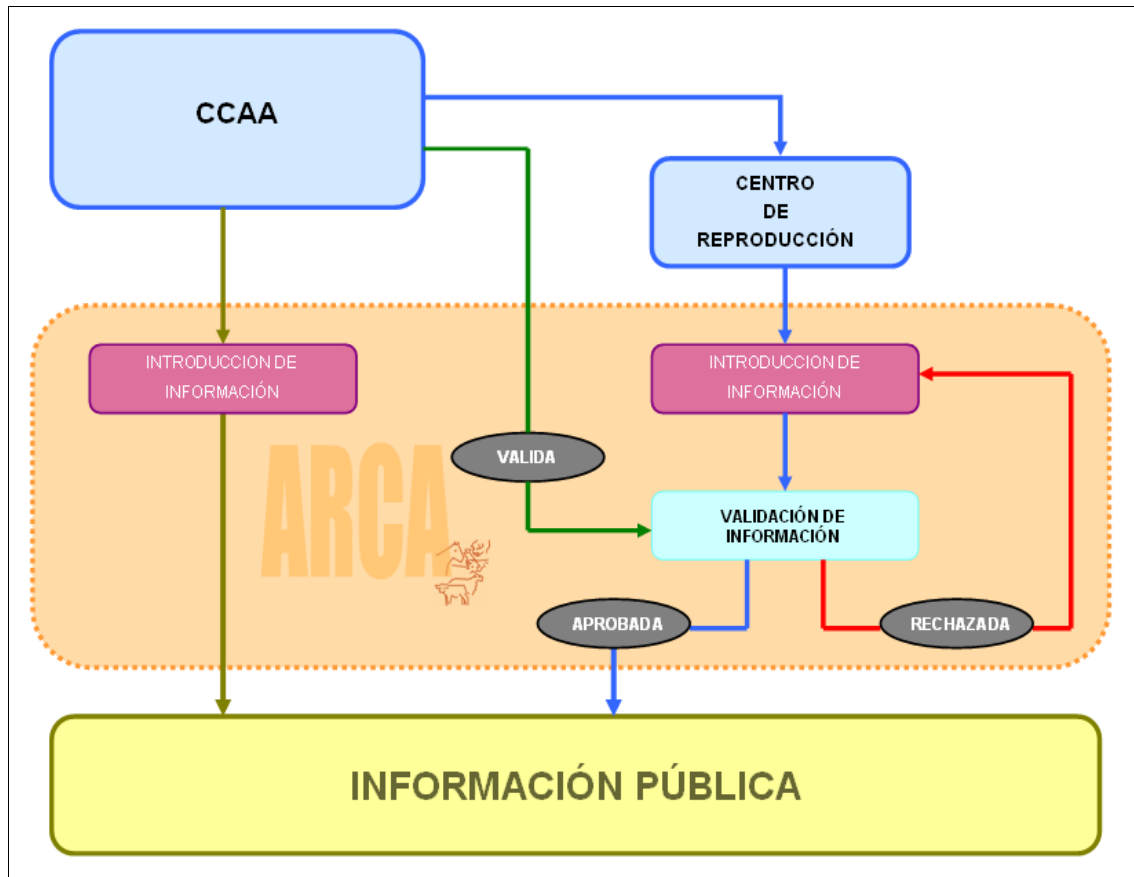 CCAA
CENTRO
DE
REPRODUCCIÓN
INTRODUCCION DE
INFORMACIÓN
INTRODUCCION DE
INFORMACIÓN
VALIDA
ARCA
VALIDACIÓN DE
INFORMACIÓN
APROBADA
RECHAZADA
INFORMACIÓN PÚBLICA